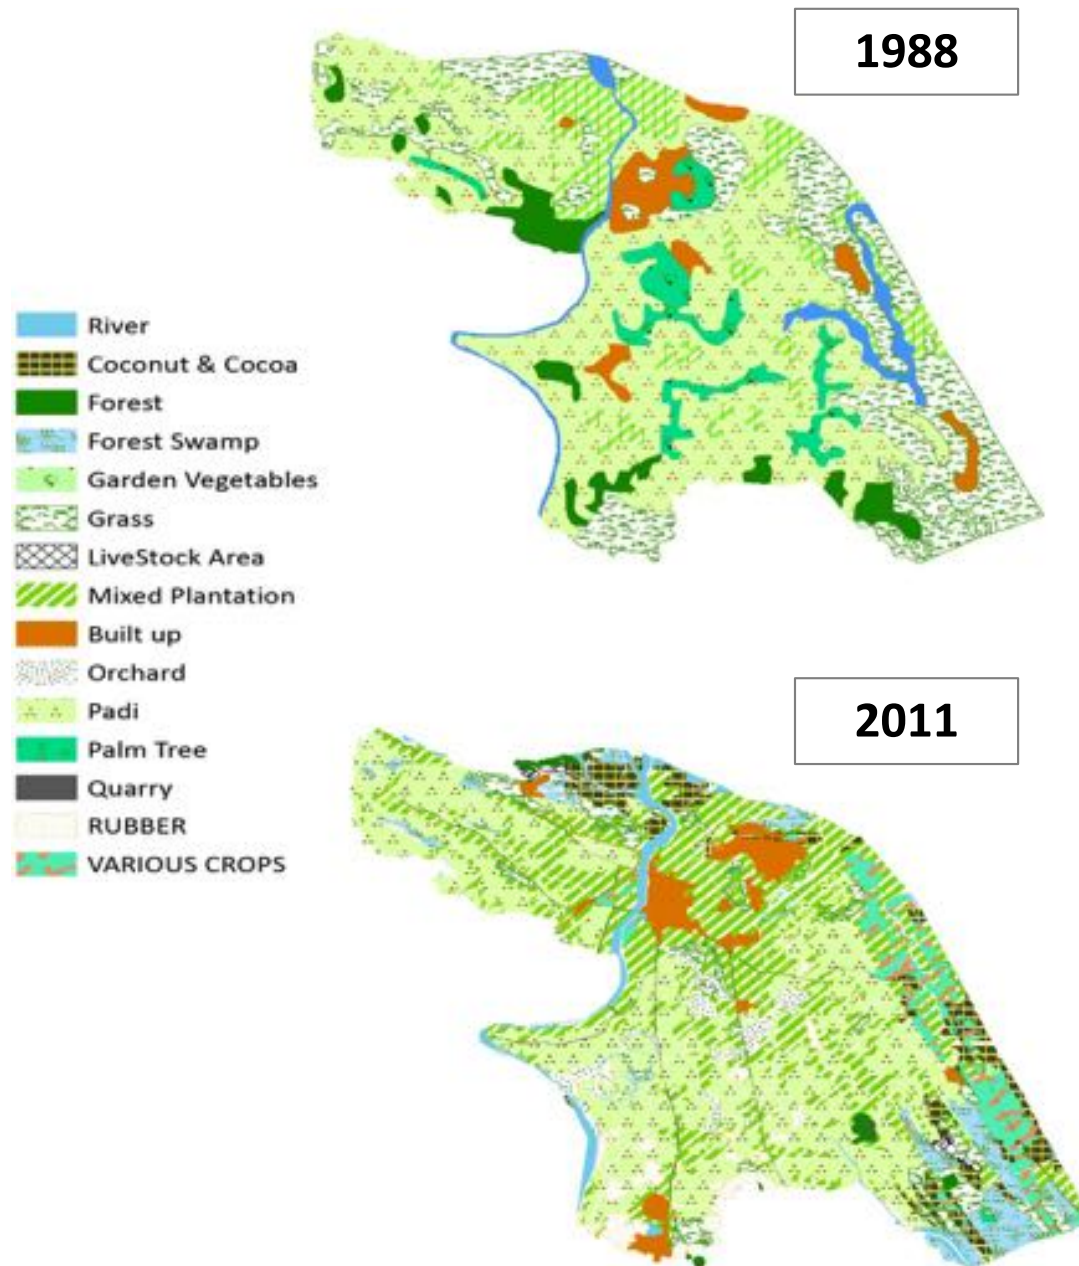 1988
River
Coconut & Cocoa
Forest
Forest Swamp
Garden Vegetables
Grass
LiveStock Area
Mixed Plantation
Built up
Orchard
Padi
Palm Tree
Quarry
RUBBER
VARIOUS CROPS
2011